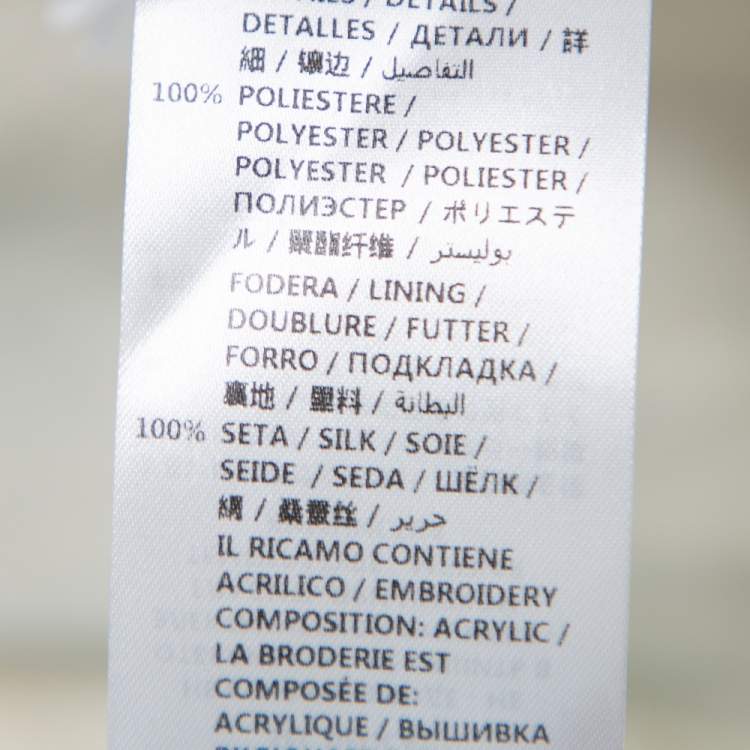 DETAILS /
DETALLES / ДЕТАЛИ / 詳
細 / 镶边 / التفاصيل
100% POLIESTERE /
POLYESTER / POLYESTER /
POLYESTER / POLIESTER /
ПОЛИЭСТЕР / ポリエステ
ル / 聚酯纤维 / بوليستر
FODERA / LINING /
DOUBLURE / FUTTER /
FORRO / ПОДКЛАДКА /
裏地 / 里料 / البطانة
100% SETA / SILK / SOIE /
SEIDE / SEDA / ШЁЛК /
絹 / 桑蚕丝 / حرير
IL RICAMO CONTIENE
ACRILICO / EMBROIDERY
COMPOSITION: ACRYLIC /
LA BRODERIE EST
COMPOSÉE DE:
ACRYLIQUE / ВЫШИВКА